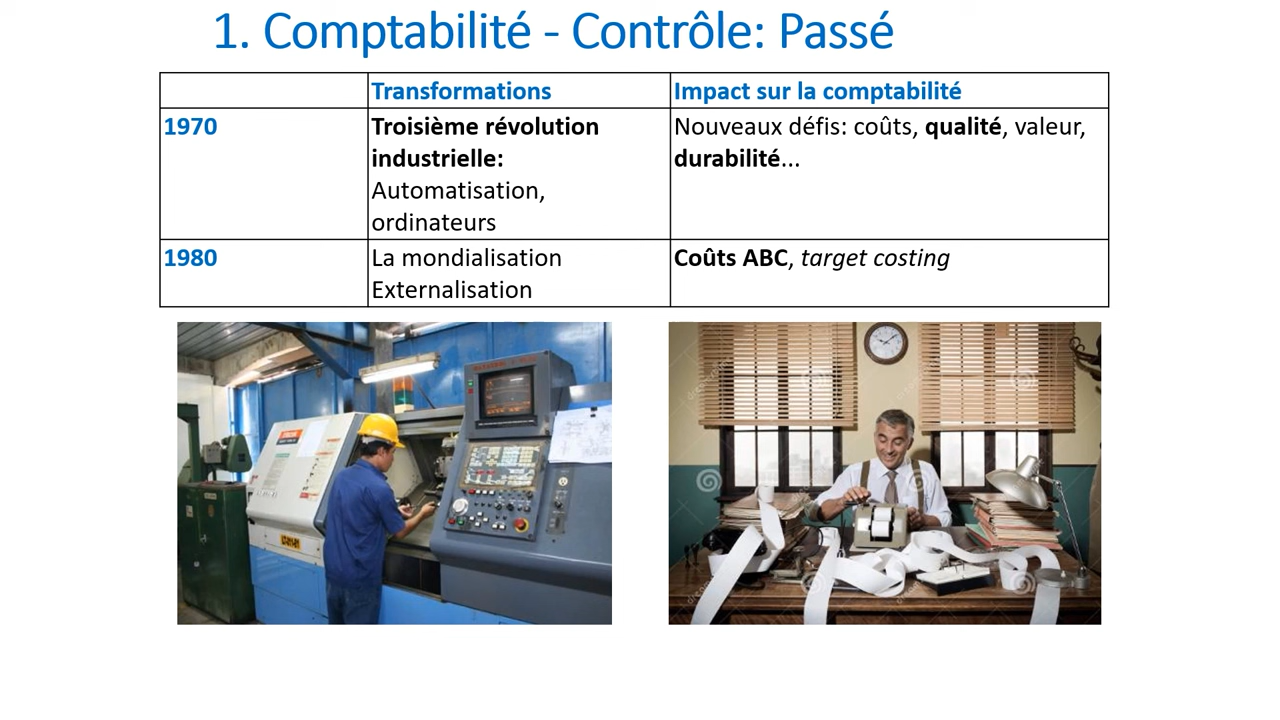 1. Comptabilité - Contrôle: Passé
Transformations
Impact sur la comptabilité
1970
Troisième révolution
industrielle:
Automatisation,
ordinateurs
Nouveaux défis: coûts, qualité, valeur,
durabilité...
1980
La mondialisation
Externalisation
Coûts ABC, target costing